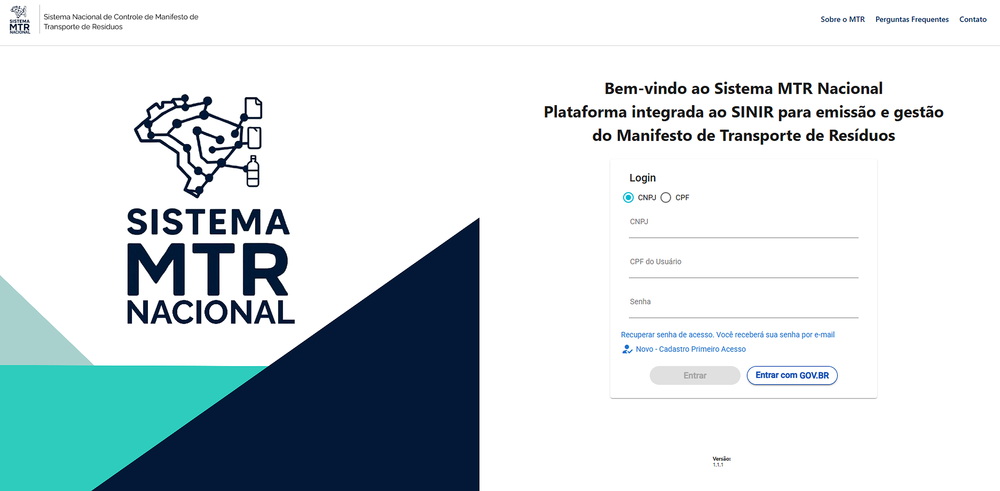 SISTEMA
MTR
NACIONAL
Sistema Nacional de Controle de Manifesto de
Transporte de Resíduos
Sobre o MTR
Perguntas Frequentes
Contato
SISTEMA
MTR
NACIONAL
Bem-vindo ao Sistema MTR Nacional
Plataforma integrada ao SINIR para emissão e gestão
do Manifesto de Transporte de Resíduos
Login
CNPJ
CPF
CNPJ
CPF do Usuário
Senha
Recuperar senha de acesso. Você receberá sua senha por e-mail
Novo - Cadastro Primeiro Acesso
Entrar
Entrar com GOV.BR
Versão:
1.1.1